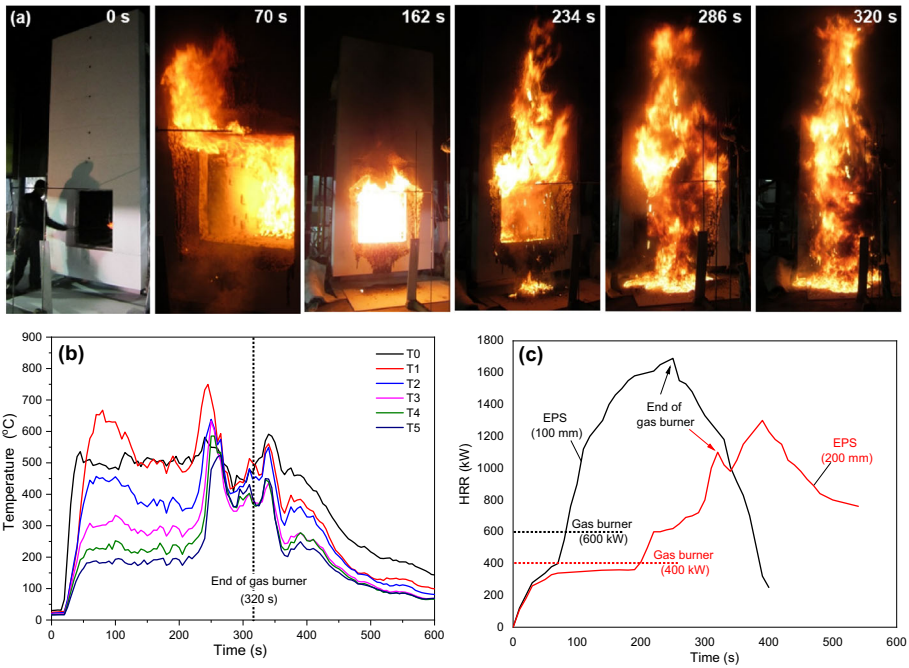 (a)
0 s
70 s
162 s
234 s
286 s
320 s
(b)
900
800
700
600
500
400
300
200
100
0
Temperature (°C)
T0
T1
T2
T3
T4
T5
End of gas burner
(320 s)
0
100
200
300
400
500
600
Time (s)
(c)
1800
1600
1400
1200
1000
800
600
400
200
0
HRR (kW)
EPS
(100 mm)
End of
gas burner
EPS
(200 mm)
Gas burner
(600 kW)
Gas burner
(400 kW)
0
100
200
300
400
500
600
Time (s)